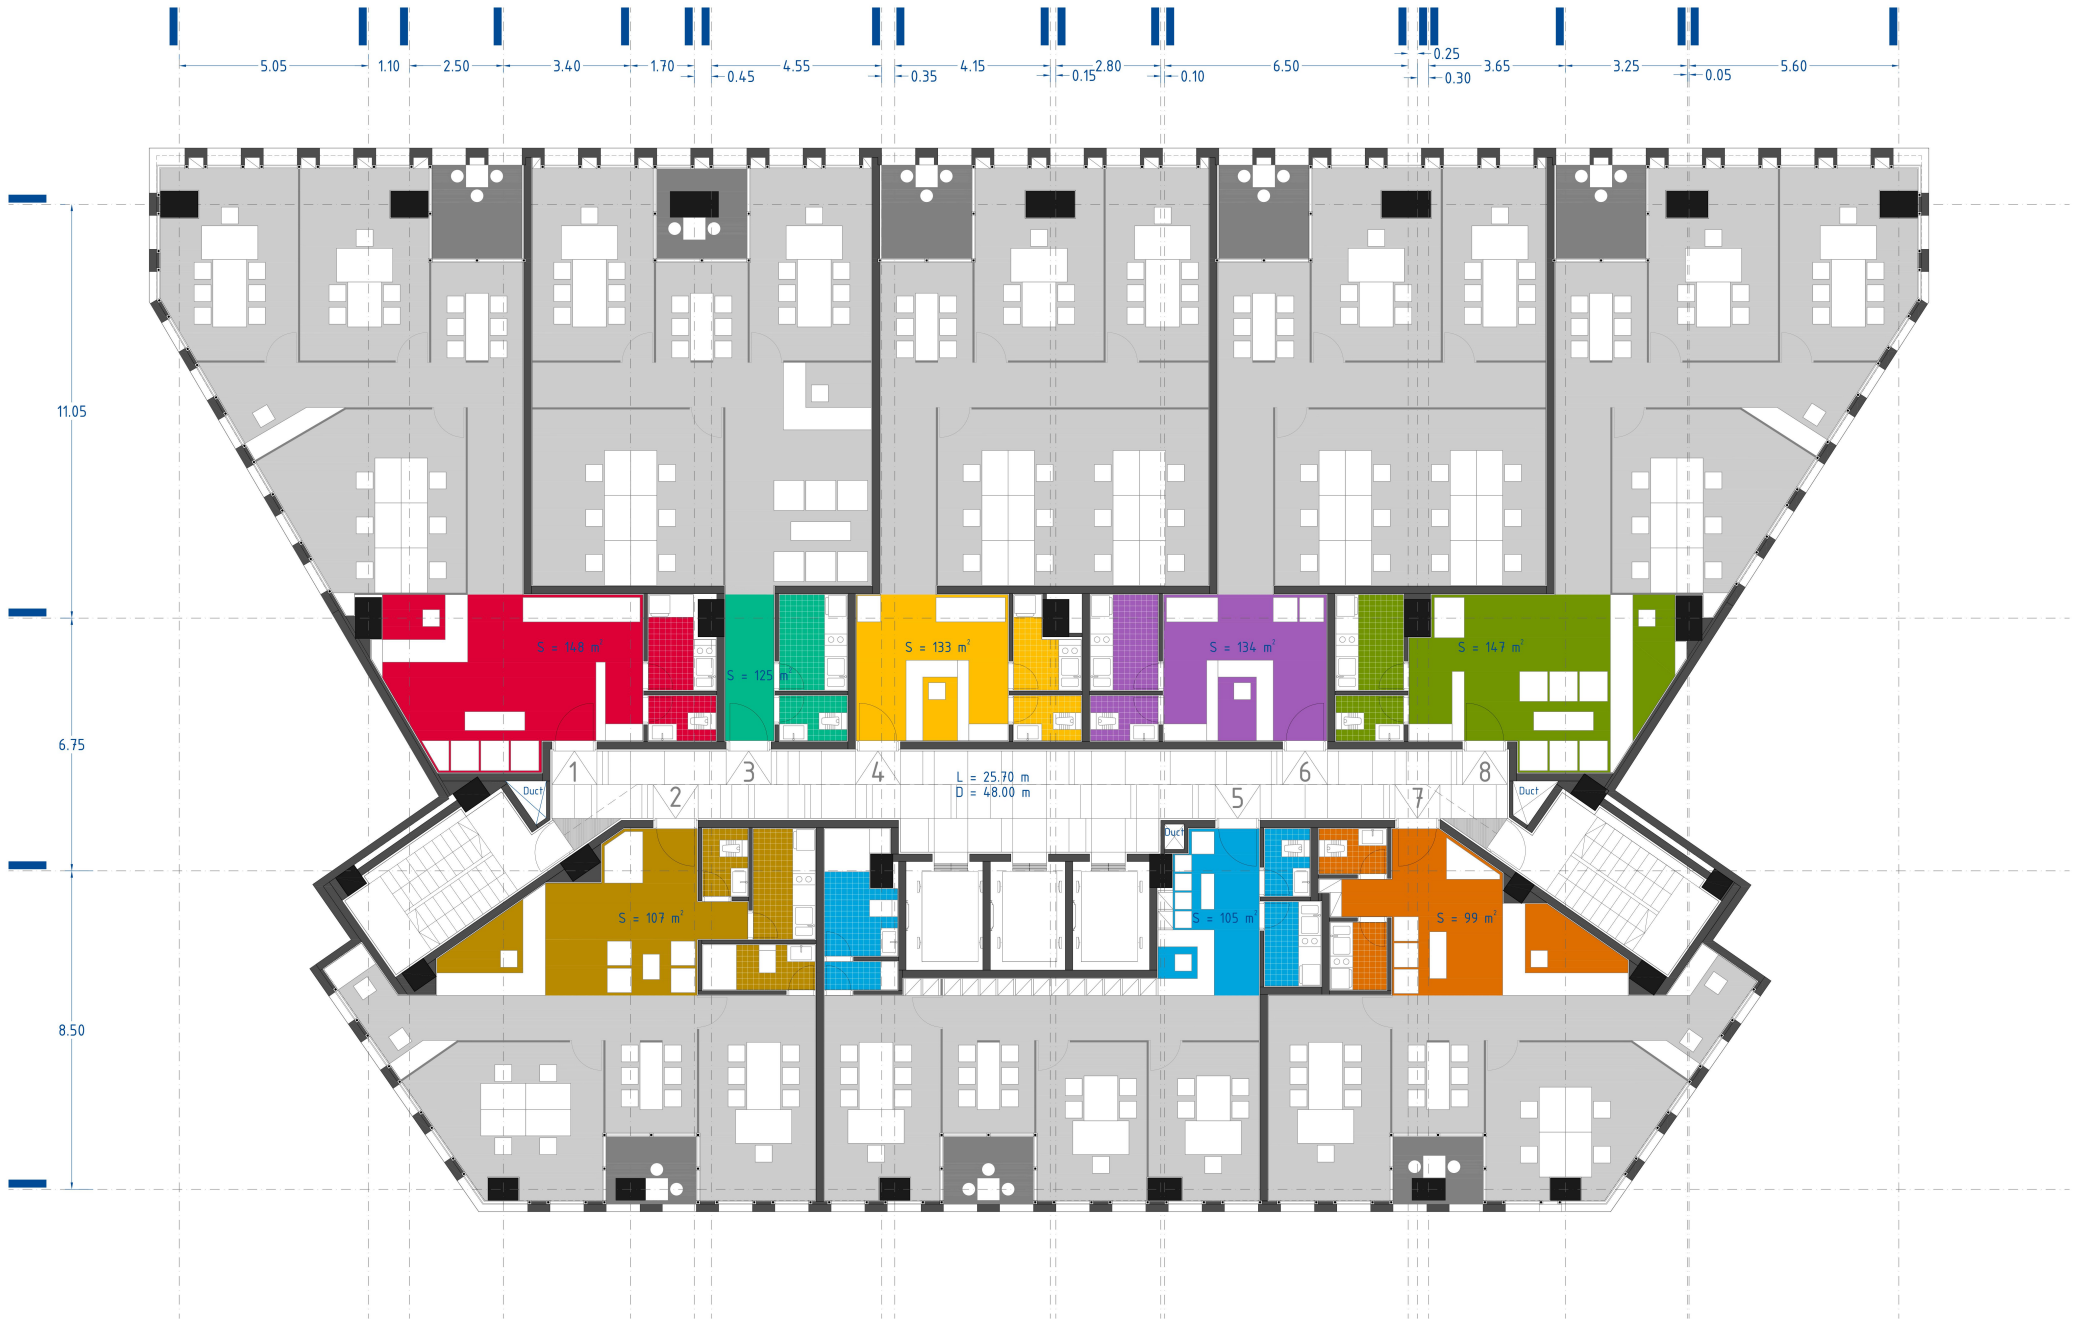 0.25
5.05 1.10 2.50 3.40 1.70 4.55 4.15 2.80 6.50 3.65 3.25 5.60
0.45 0.35 0.15 0.10 0.30 0.05
11.05
S = 148 m²
S = 125 m²
S = 133 m²
S = 134 m²
S = 147 m²
6.75
1 3 4 6 8
L = 25.70 m
D = 48.00 m
Duct
Duct
2 5 7
Duct
S = 107 m²
S = 105 m²
S = 99 m²
8.50